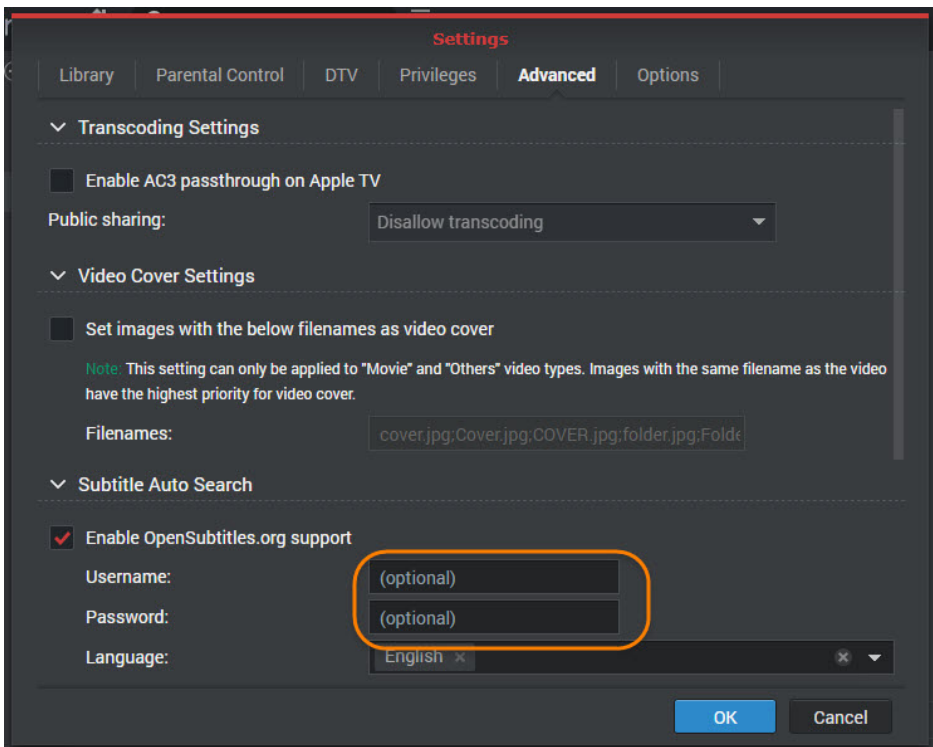 Settings
Library Parental Control DTV Privileges Advanced Options
Transcoding Settings
Enable AC3 passthrough on Apple TV
Public sharing: Disallow transcoding
Video Cover Settings
Set images with the below filenames as video cover
Note: This setting can only be applied to "Movie" and "Others" video types. Images with the same filename as the video
have the highest priority for video cover.
Filenames: cover.jpg;Cover.jpg;COVER.jpg;folder.jpg;Folde
Subtitle Auto Search
Enable OpenSubtitles.org support
Username: (optional)
Password: (optional)
Language: English ×
OK Cancel